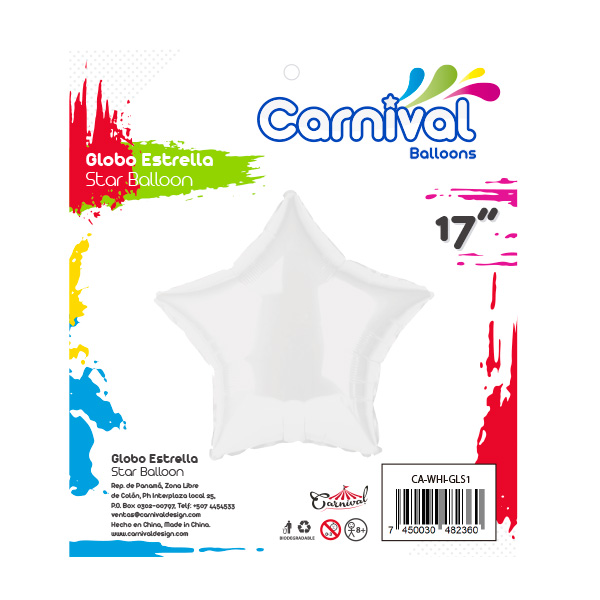 Carnival
Balloons
Globo Estrella
Star Balloon
17"
Globo Estrella
Star Balloon
Rep. de Panamá, Zona Libre
de Colón, Ph Interplaza local 25,
P.O. Box 0302-00797, Telf: +507 4454533
ventas@carnivaldesign.com
Hecho en China, Made in China.
www.carnivaldesign.com
Carnival
BIODEGRADABLE
0-3
8+
CA-WHI-GLS1
7 450030 482360